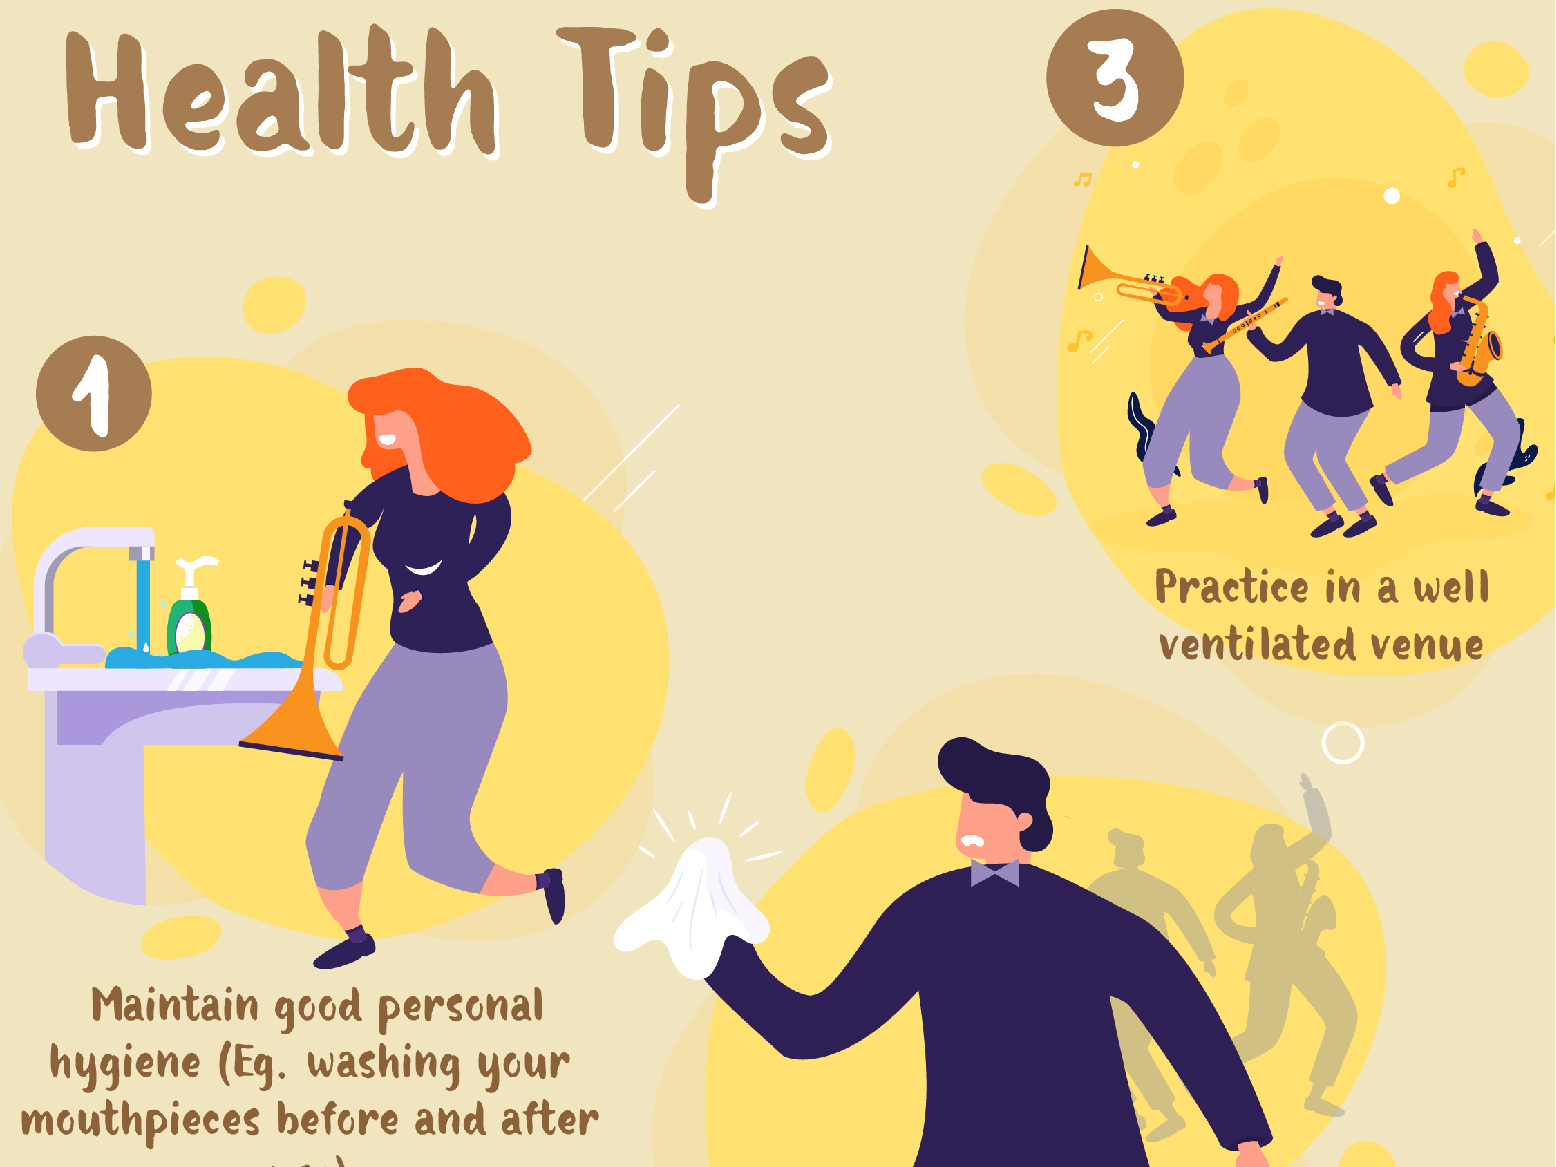 Health Tips
1
Maintain good personal
hygiene (Eg. washing your
mouthpieces before and after
3
Practice in a well
ventilated venue